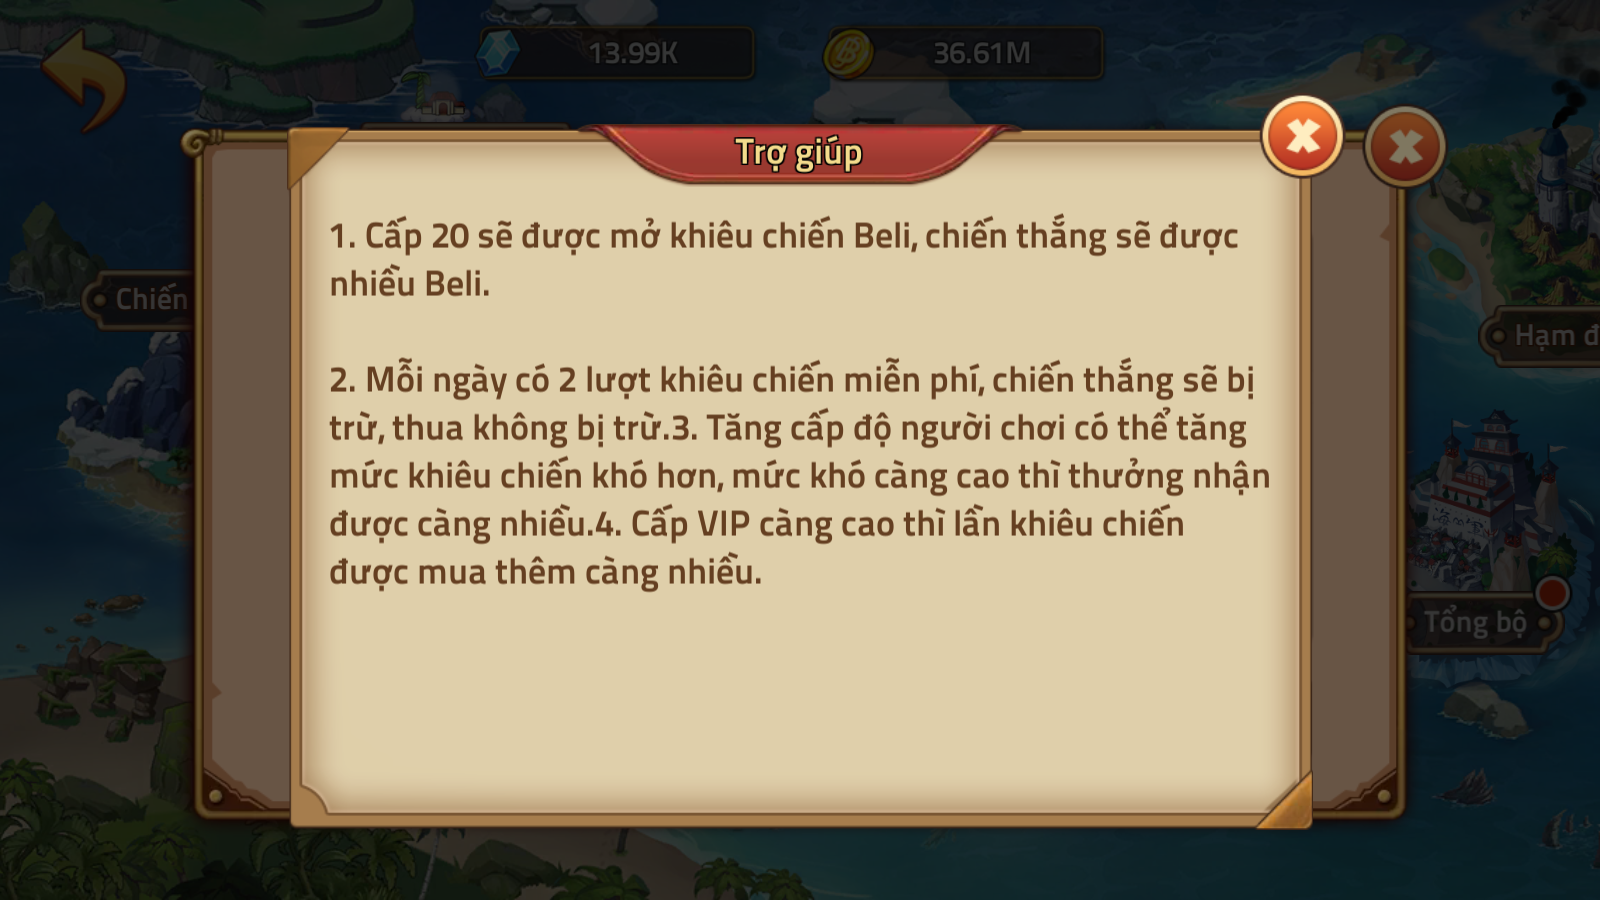 13.99K
36.61M
Trợ giúp
1. Cấp 20 sẽ được mở khiêu chiến Beli, chiến thắng sẽ được
nhiều Beli.
2. Mỗi ngày có 2 lượt khiêu chiến miễn phí, chiến thắng sẽ bị
trừ, thua không bị trừ.3. Tăng cấp độ người chơi có thể tăng
mức khiêu chiến khó hơn, mức khó càng cao thì thưởng nhận
được càng nhiều.4. Cấp VIP càng cao thì lần khiêu chiến
được mua thêm càng nhiều.
Chiến
Hạm đ
Tổng bộ